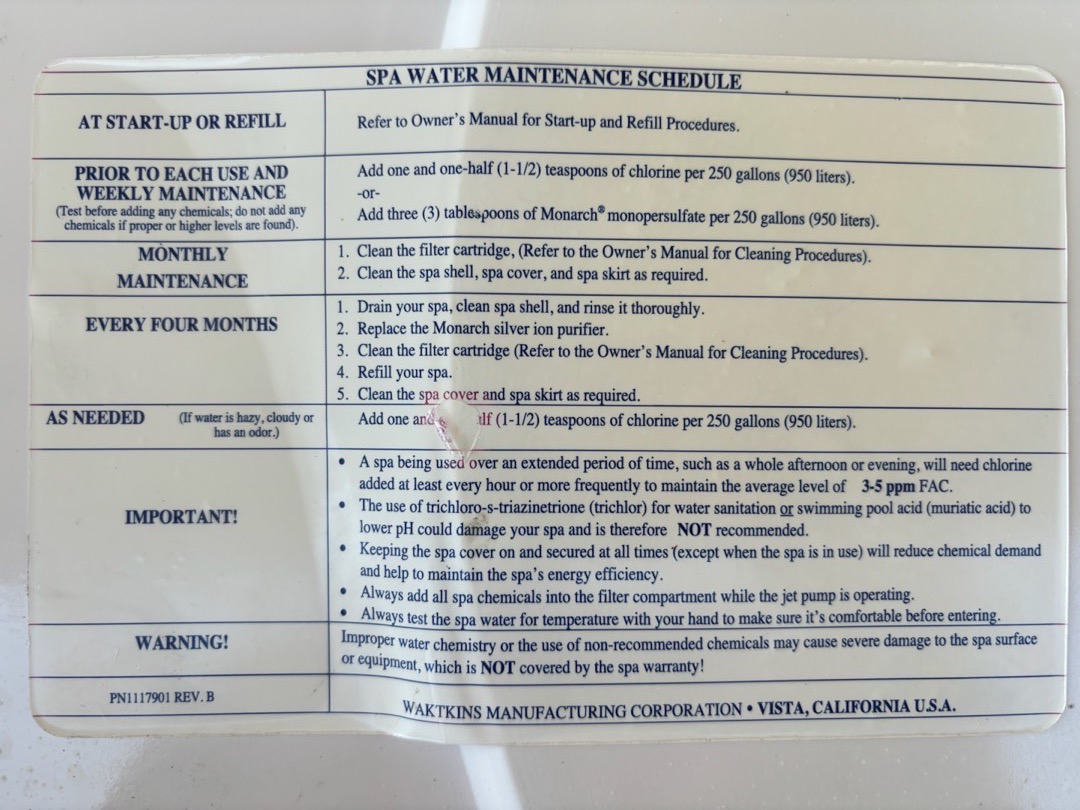 SPA WATER MAINTENANCE SCHEDULE
AT START-UP OR REFILL
Refer to Owner's Manual for Start-up and Refill Procedures.
PRIOR TO EACH USE AND
WEEKLY MAINTENANCE
(Test before adding any chemicals; do not add any
chemicals if proper or higher levels are found).
Add one and one-half (1-1/2) teaspoons of chlorine per 250 gallons (950 liters).
-or-
Add three (3) tablespoons of Monarch® monopersulfate per 250 gallons (950 liters).
MONTHLY
MAINTENANCE
1. Clean the filter cartridge, (Refer to the Owner's Manual for Cleaning Procedures).
2. Clean the spa shell, spa cover, and spa skirt as required.
EVERY FOUR MONTHS
1. Drain your spa, clean spa shell, and rinse it thoroughly.
2. Replace the Monarch silver ion purifier.
3. Clean the filter cartridge (Refer to the Owner's Manual for Cleaning Procedures).
4. Refill your spa.
5. Clean the spa cover and spa skirt as required.
AS NEEDED (If water is hazy, cloudy or
has an odor.)
Add one and (1-1/2) teaspoons of chlorine per 250 gallons (950 liters).
IMPORTANT!
• A spa being used over an extended period of time, such as a whole afternoon or evening, will need chlorine
added at least every hour or more frequently to maintain the average level of 3-5 ppm FAC.
• The use of trichloro-s-triazinetrione (trichlor) for water sanitation or swimming pool acid (muriatic acid) to
lower pH could damage your spa and is therefore NOT recommended.
• Keeping the spa cover on and secured at all times (except when the spa is in use) will reduce chemical demand
and help to maintain the spa's energy efficiency.
• Always add all spa chemicals into the filter compartment while the jet pump is operating.
• Always test the spa water for temperature with your hand to make sure it's comfortable before entering.
WARNING!
Improper water chemistry or the use of non-recommended chemicals may cause severe damage to the spa surface
or equipment, which is NOT covered by the spa warranty!
PN1117901 REV. B
WAKTKINS MANUFACTURING CORPORATION • VISTA, CALIFORNIA U.S.A.